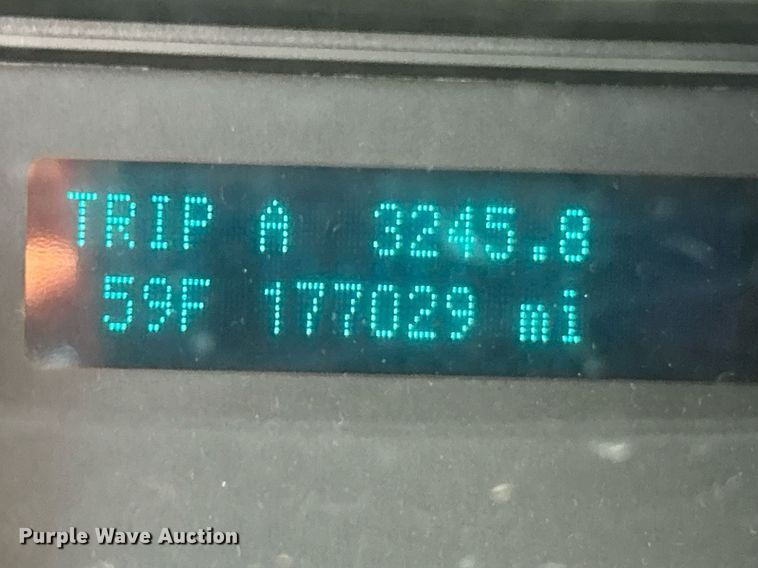 TRIP A 3245.8
59F 177029 mi
Purple Wave Auction